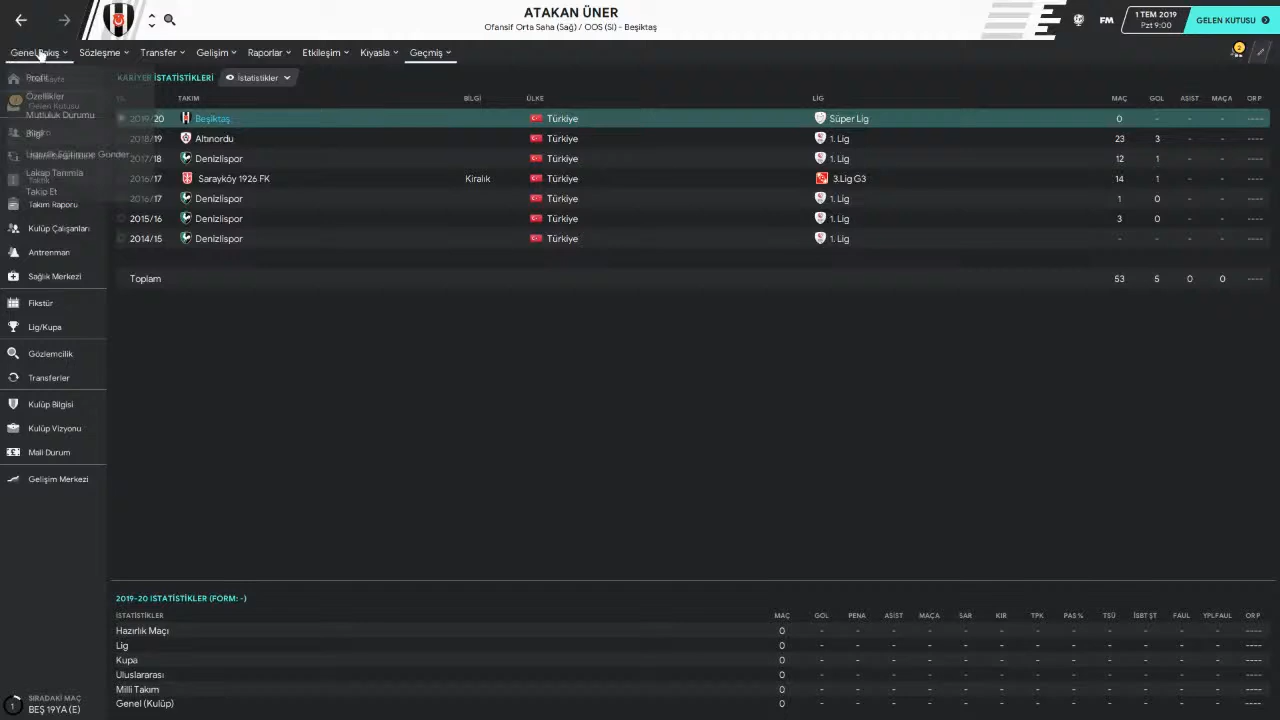 ATAKAN ÜNER
Ofansif Orta Saha (Sağ) / OOS (Sl) - Beşiktaş
FM
1 TEM 2019
Pzt 9:00
GELEN KUTUSU
Genel Bakış
Sözleşme
Transfer
Gelişim
Raporlar
Etkileşim
Kıyasla
Geçmiş
2
Profil
Özellikler
Gelen Kutusu
Mutluluk Durumu
Bilgi
Lakap Tanımla
Taktik
Takip Et
Takım Raporu
Kulüp Çalışanları
Antrenman
Sağlık Merkezi
Fikstür
Lig/Kupa
Gözlemcilik
Transferler
Kulüp Bilgisi
Kulüp Vizyonu
Mali Durum
Gelişim Merkezi
1
SIRADAKİ MAÇ
BEŞ 19YA (E)
KARİYER İSTATİSTİKLERİ
İstatistikler
YIL TAKIM BİLGİ ÜLKE LİG MAÇ GOL ASİST MAÇA ORP
2019/20 Beşiktaş Türkiye Süper Lig 0 - - - ----
2018/19 Altınordu Türkiye 1. Lig 23 3 - - ----
2017/18 Denizlispor Türkiye 1. Lig 12 1 - - ----
2016/17 Sarayköy 1926 FK Kiralık Türkiye 3.Lig G3 14 1 - - ----
2016/17 Denizlispor Türkiye 1. Lig 1 0 - - ----
2015/16 Denizlispor Türkiye 1. Lig 3 0 - - ----
2014/15 Denizlispor Türkiye 1. Lig - - - - ----
Toplam 53 5 0 0 ----
2019-20 İSTATİSTİKLER (FORM: -)
İSTATİSTİKLER MAÇ GOL PENA ASİST MAÇA SAR KIR TPK PAS % TSÜ İSBT ŞT FAUL YPLFAUL ORP
Hazırlık Maçı 0 - - - - - - - - - - - - ----
Lig 0 - - - - - - - - - - - - ----
Kupa 0 - - - - - - - - - - - - ----
Uluslararası 0 - - - - - - - - - - - - ----
Milli Takım 0 - - - - - - - - - - - - ----
Genel (Kulüp) 0 - - - - - - - - - - - - ----